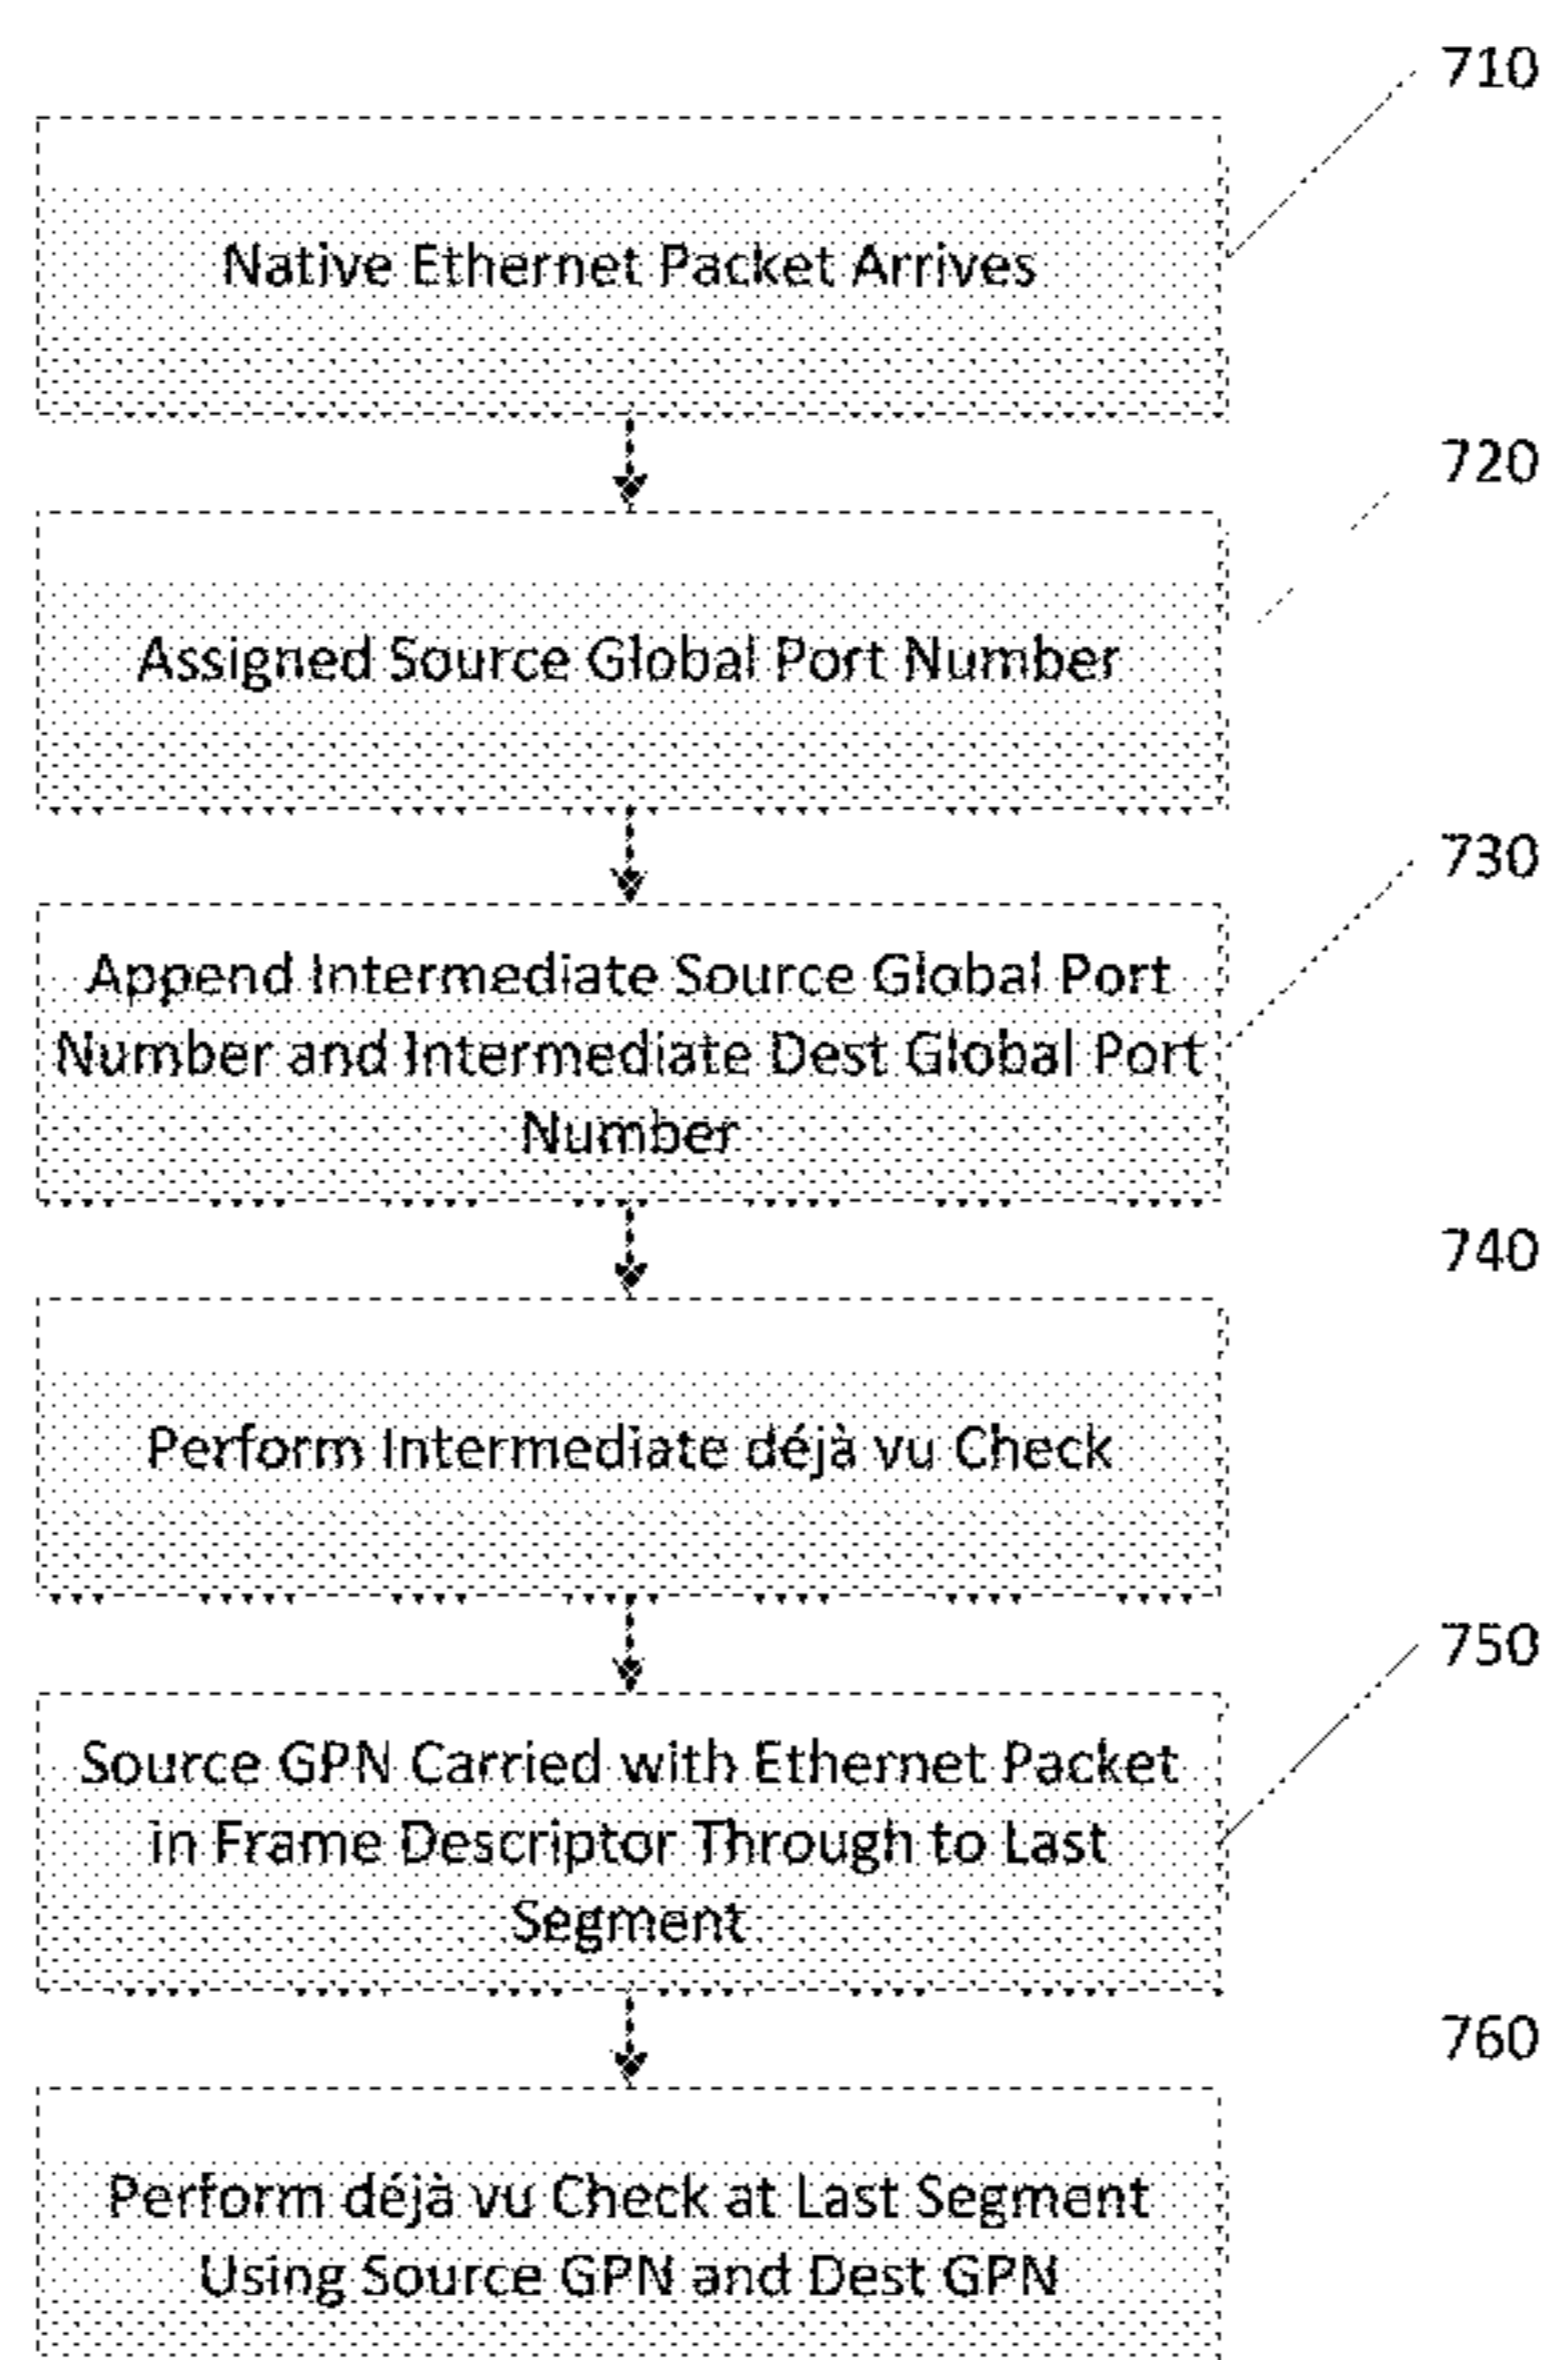 710
Native Ethernet Packet Arrives
720
Assigned Source Global Port Number
730
Append Intermediate Source Global Port
Number and Intermediate Dest Global Port
Number
740
Perform Intermediate déjà vu Check
750
Source GPN Carried with Ethernet Packet
in Frame Descriptor Through to Last
Segment
760
Perform déjà vu Check at Last Segment
Using Source GPN and Dest GPN